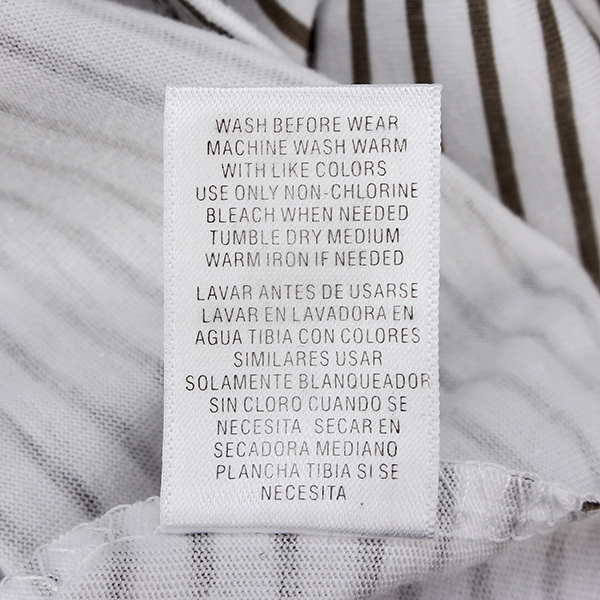 WASH BEFORE WEAR
MACHINE WASH WARM
WITH LIKE COLORS
USE ONLY NON-CHLORINE
BLEACH WHEN NEEDED
TUMBLE DRY MEDIUM
WARM IRON IF NEEDED
LAVAR ANTES DE USARSE
LAVAR EN LAVADORA EN
AGUA TIBIA CON COLORES
SIMILARES USAR
SOLAMENTE BLANQUEADOR
SIN CLORO CUANDO SE
NECESITA SECAR EN
SECADORA MEDIANO
PLANCHA TIBIA SI SE
NECESITA